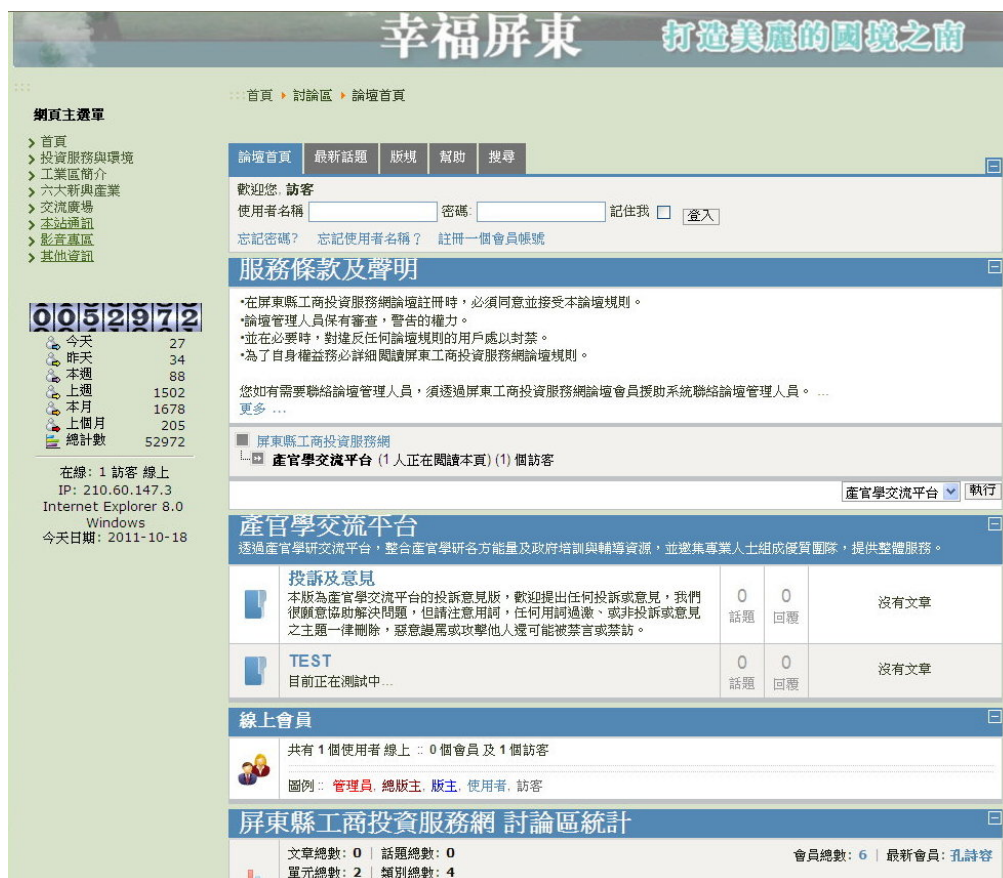 幸福屏東 打造美麗的國境之南
首頁 討論區 論壇首頁
網頁主選單
首頁
投資服務與環境
工業區簡介
六大新興產業
交流廣場
本站通訊
影音專區
其他資訊
0052972
今天 27
昨天 34
本週 88
上週 1502
本月 1678
上個月 205
總計數 52972
在線: 1 訪客 線上
IP: 210.60.147.3
Internet Explorer 8.0
Windows
今天日期: 2011-10-18
論壇首頁 最新話題 版規 幫助 搜尋
歡迎您, 訪客
使用者名稱 密碼: 記住我 登入
忘記密碼? 忘記使用者名稱? 註冊一個會員帳號
服務條款及聲明
•在屏東縣工商投資服務網論壇註冊時，必須同意並接受本論壇規則。
•論壇管理人員保有審查，警告的權力。
•並在必要時，對違反任何論壇規則的用戶處以封禁。
•為了自身權益務必詳細閱讀屏東工商投資服務網論壇規則。
您如有需要聯絡論壇管理人員，須透過屏東工商投資服務網論壇會員援助系統聯絡論壇管理人員。 ...
更多 ...
屏東縣工商投資服務網
產官學交流平台 (1 人正在閱讀本頁) (1) 個訪客
產官學交流平台 執行
產官學交流平台
透過產官學研交流平台，整合產官學研各方能量及政府培訓與輔導資源，並邀集專業人士組成優質團隊，提供整體服務。
投訴及意見
本版為產官學交流平台的投訴意見版，歡迎提出任何投訴或意見，我們
很願意協助解決問題，但請注意用詞，任何用詞過激、或非投訴或意見
之主題一律刪除，惡意謾罵或攻擊他人還可能被禁言或禁訪。
0 話題 0 回覆 沒有文章
TEST
目前正在測試中...
0 話題 0 回覆 沒有文章
線上會員
共有 1 個使用者 線上 :: 0 個會員 及 1 個訪客
圖例 :: 管理員, 總版主, 版主, 使用者, 訪客
屏東縣工商投資服務網 討論區統計
文章總數: 0 | 話題總數: 0 會員總數: 6 | 最新會員: 孔詩容
單元總數: 2 | 類別總數: 4